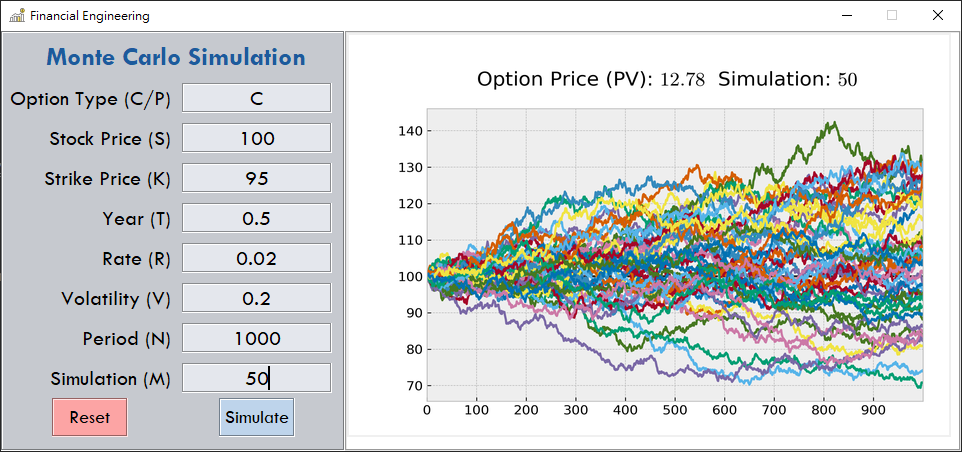 Financial Engineering
Monte Carlo Simulation
Option Type (C/P) C
Stock Price (S) 100
Strike Price (K) 95
Year (T) 0.5
Rate (R) 0.02
Volatility (V) 0.2
Period (N) 1000
Simulation (M) 50
Reset Simulate
Option Price (PV): 12.78 Simulation: 50
140
130
120
110
100
90
80
70
0 100 200 300 400 500 600 700 800 900